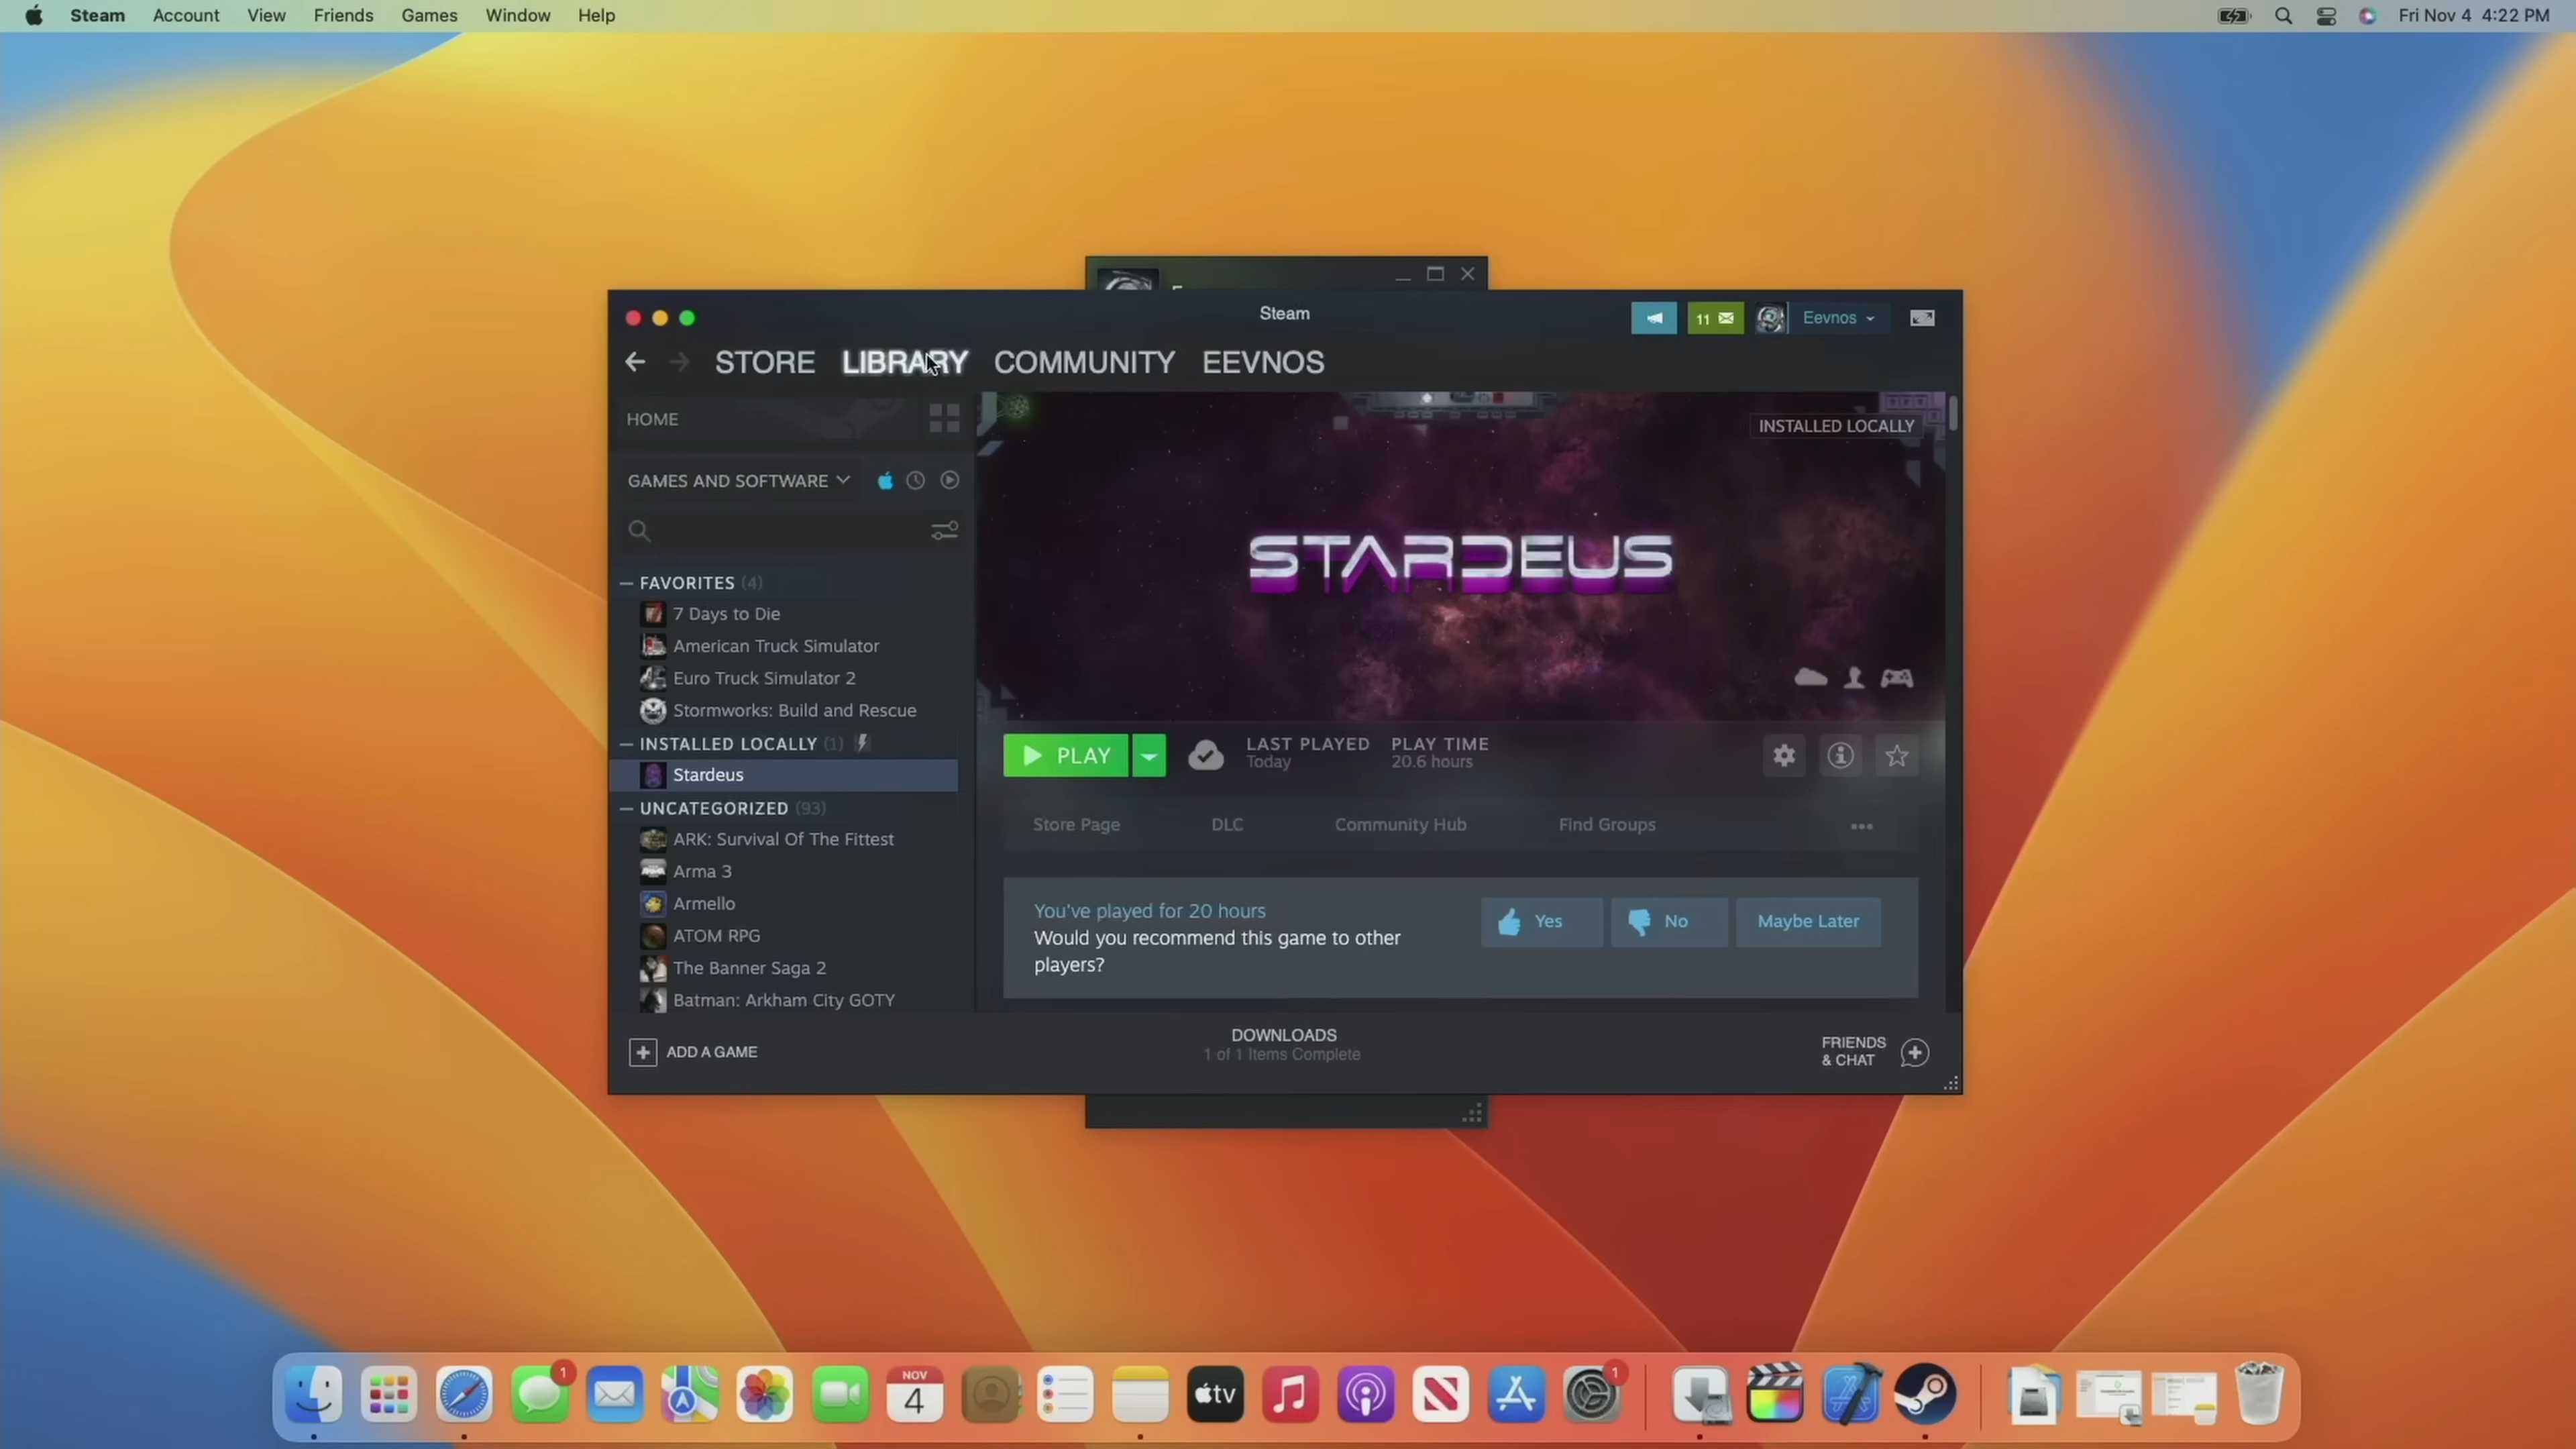 Steam Account View Friends Games Window Help Fri Nov 4 4:22 PM
Steam
11 Eevnos
STORE LIBRARY COMMUNITY EEVNOS
HOME
INSTALLED LOCALLY
GAMES AND SOFTWARE
STARDEUS
FAVORITES (4)
7 Days to Die
American Truck Simulator
Euro Truck Simulator 2
Stormworks: Build and Rescue
INSTALLED LOCALLY (1)
Stardeus
UNCATEGORIZED (93)
ARK: Survival Of The Fittest
Arma 3
Armello
ATOM RPG
The Banner Saga 2
Batman: Arkham City GOTY
PLAY
LAST PLAYED
Today
PLAY TIME
20.6 hours
Store Page DLC Community Hub Find Groups
You've played for 20 hours
Would you recommend this game to other
players?
Yes No Maybe Later
ADD A GAME
DOWNLOADS
1 of 1 Items Complete
FRIENDS
& CHAT
1
NOV
4
tv
1